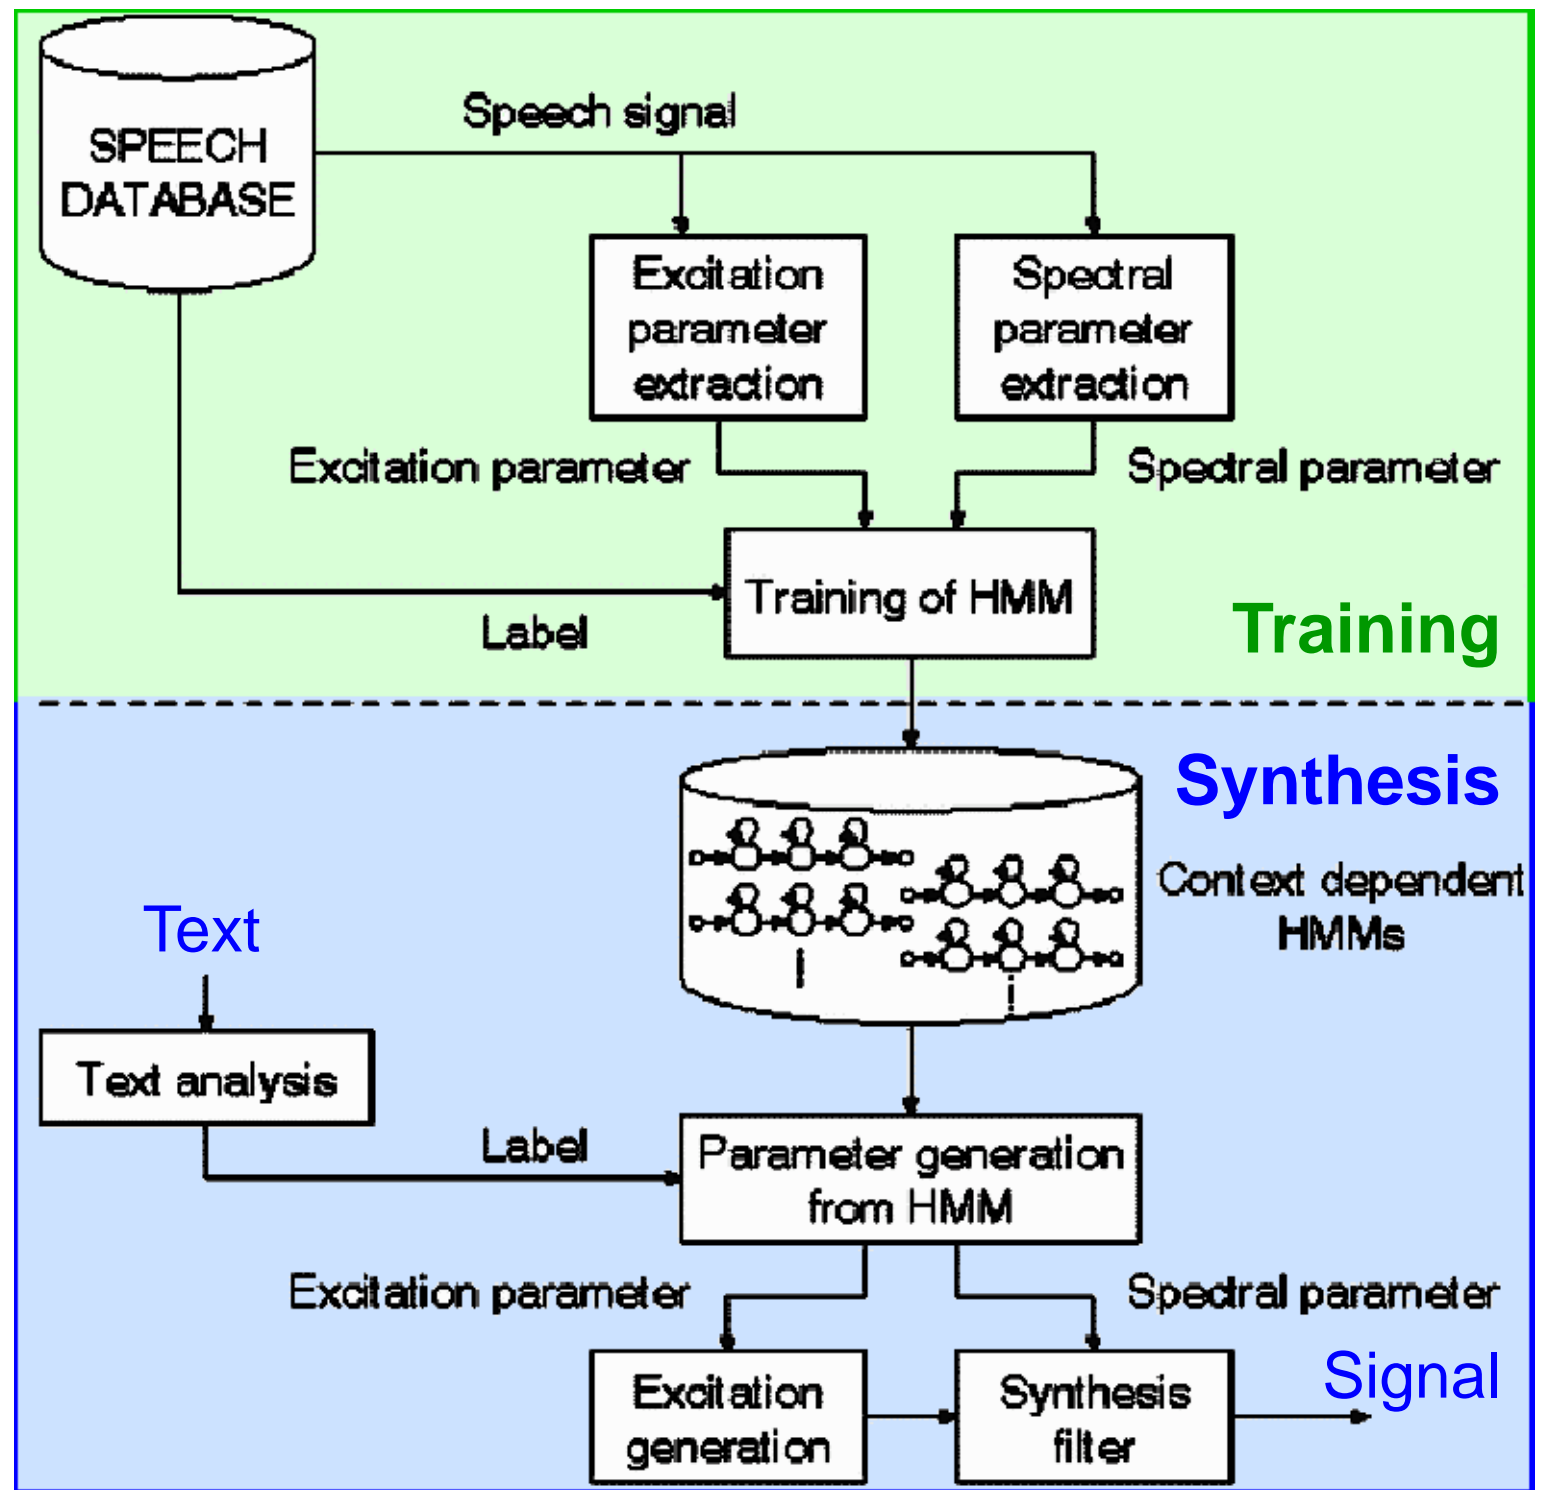 Speech signal
SPEECH
DATABASE
Excitation
parameter
extraction
Spectral
parameter
extraction
Excitation parameter
Spectral parameter
Training of HMM
Label
Training
Synthesis
Context dependent
HMMs
Text
Text analysis
Label
Parameter generation
from HMM
Excitation parameter
Spectral parameter
Excitation
generation
Synthesis
filter
Signal